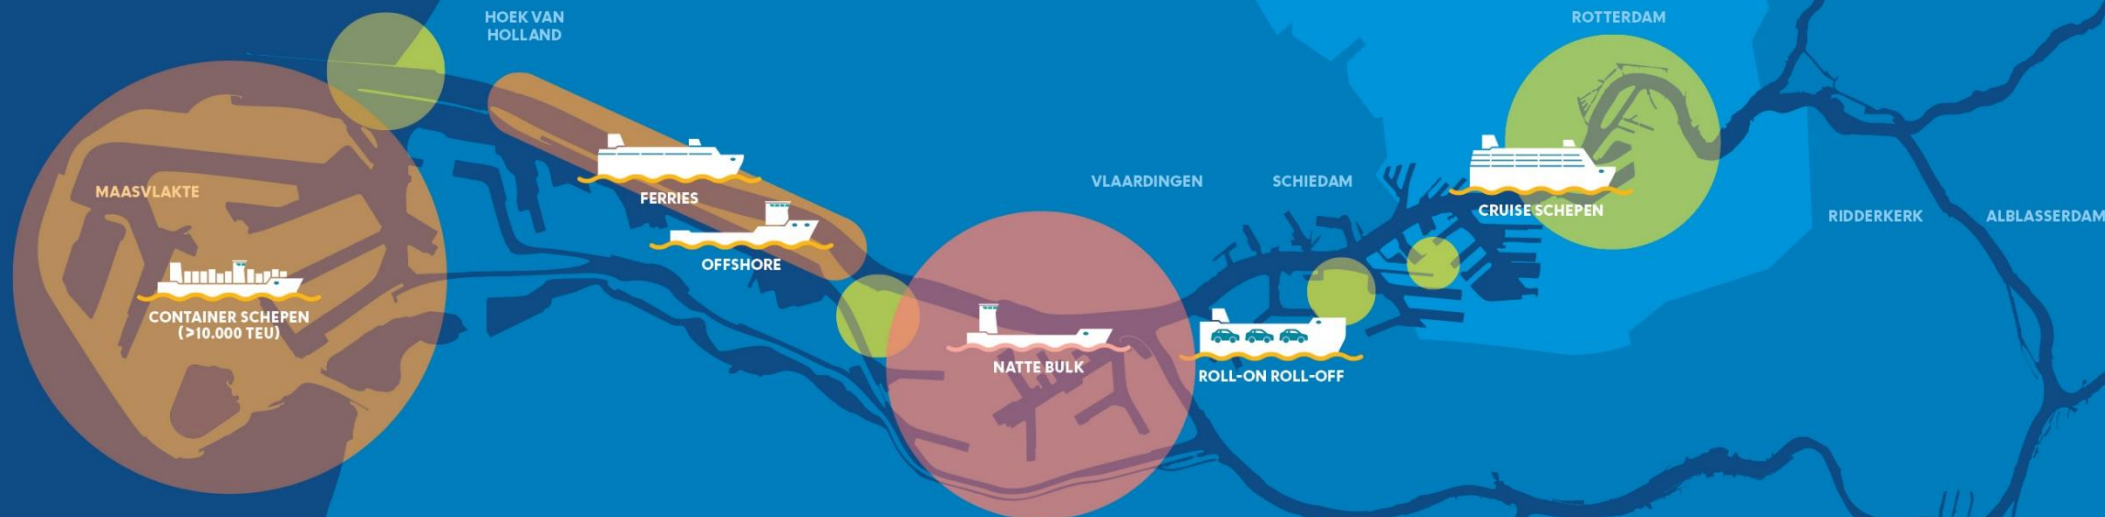 HOEK VAN
HOLLAND
ROTTERDAM
MAASVLAKTE
FERRIES
VLAARDINGEN
SCHIEDAM
CRUISE SCHEPEN
RIDDERKERK
ALBLASSERDAM
OFFSHORE
CONTAINER SCHEPEN
(>10.000 TEU)
NATTE BULK
ROLL-ON ROLL-OFF